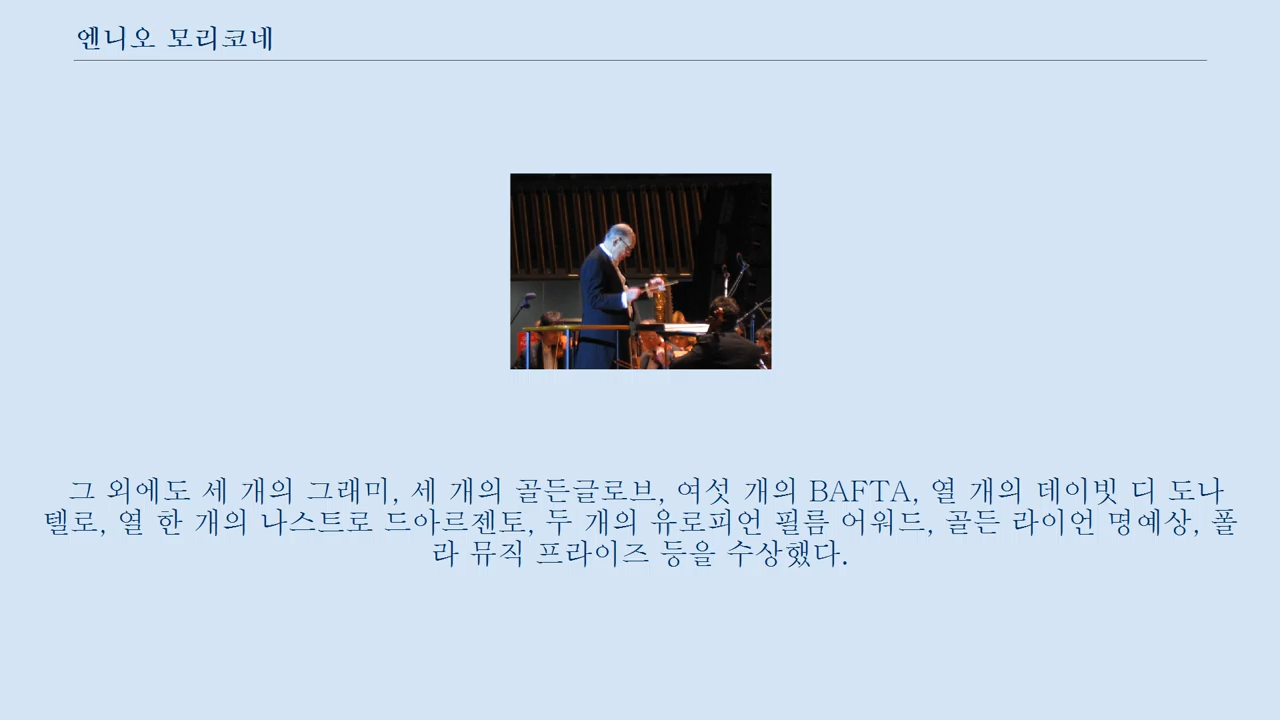 엔니오 모리코네
그 외에도 세 개의 그래미, 세 개의 골든글로브, 여섯 개의 BAFTA, 열 개의 데이빗 디 도나
텔로, 열 한 개의 나스트로 드아르젠토, 두 개의 유로피언 필름 어워드, 골든 라이언 명예상, 폴
라 뮤직 프라이즈 등을 수상했다.